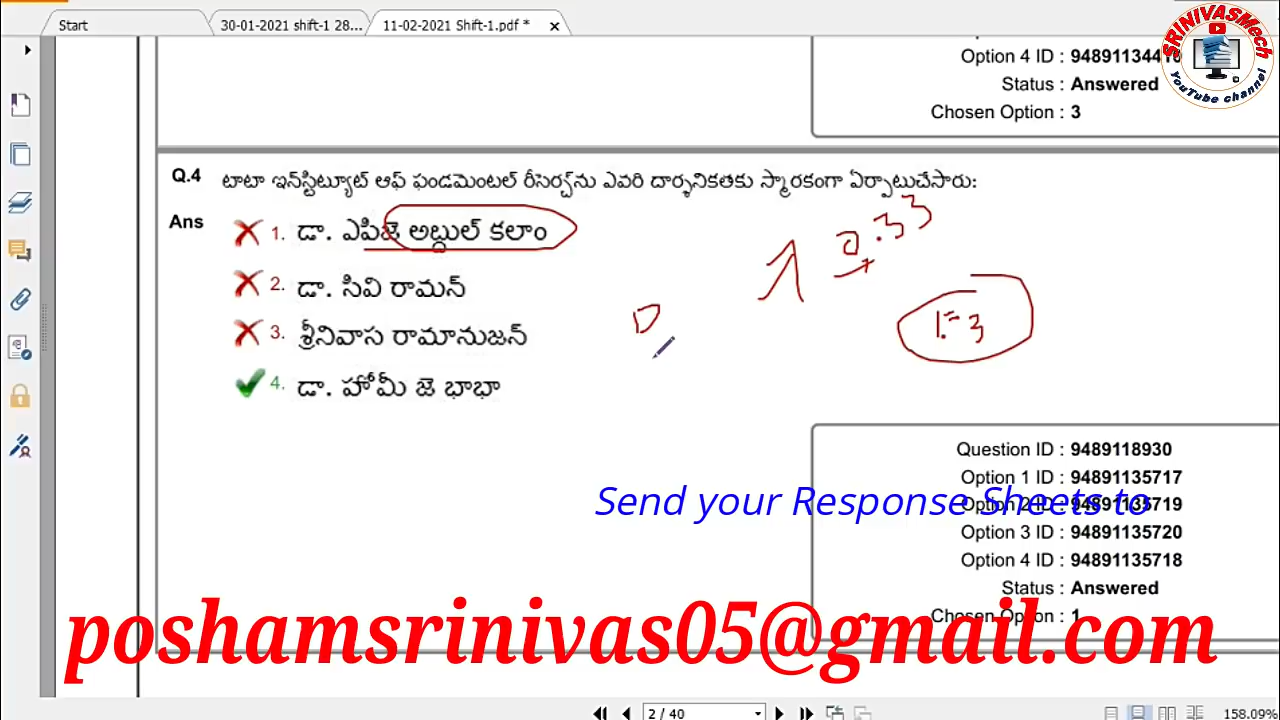 Start
30-01-2021 shift-1 28...
11-02-2021 Shift-1.pdf *
SRINIVASMech
YouTube channel
Option 4 ID :
Status : Answered
Chosen Option : 3
Q.4 టాటా ఇన్‌స్టిట్యూట్ ఆఫ్ ఫండమెంటల్ రీసెర్చ్‌ను ఎవరి దార్శనికతకు స్మారకంగా ఏర్పాటుచేసారు:
Ans
1. డా. ఎపిజె అబ్దుల్ కలాం
2. డా. సివి రామన్
3. శ్రీనివాస రామానుజన్
4. డా. హోమీ జె భాభా
0.33
Question ID : 9489118930
Option 1 ID : 94891135717
Option 2 ID : 94891135719
Option 3 ID : 94891135720
Option 4 ID : 94891135718
Status : Answered
Chosen Option : 1
Send your Response Sheets to
poshamsrinivas05@gmail.com
2 / 40
158.09%